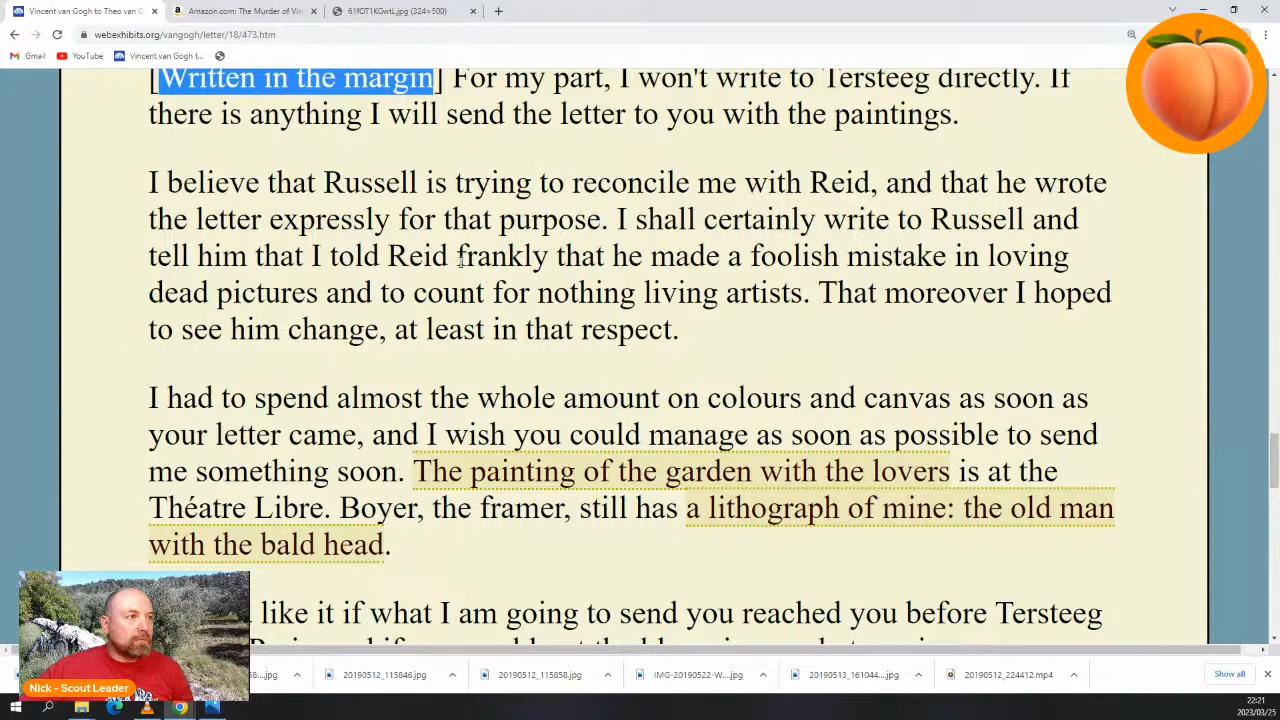 Vincent van Gogh to Theo van G
Amazon.com: The Murder of Vin
61fOT1KGwtL.jpg (324×500)
webexhibits.org/vangogh/letter/18/473.htm
Gmail
YouTube
Vincent van Gogh t...
[Written in the margin] For my part, I won't write to Tersteeg directly. If
there is anything I will send the letter to you with the paintings.
I believe that Russell is trying to reconcile me with Reid, and that he wrote
the letter expressly for that purpose. I shall certainly write to Russell and
tell him that I told Reid frankly that he made a foolish mistake in loving
dead pictures and to count for nothing living artists. That moreover I hoped
to see him change, at least in that respect.
I had to spend almost the whole amount on colours and canvas as soon as
your letter came, and I wish you could manage as soon as possible to send
me something soon. The painting of the garden with the lovers is at the
Théatre Libre. Boyer, the framer, still has a lithograph of mine: the old man
with the bald head.
like it if what I am going to send you reached you before Tersteeg
Nick - Scout Leader
68....jpg
20190512_115846.jpg
20190512_115858.jpg
IMG-20190522-W....jpg
20190513_161044....jpg
20190512_224412.mp4
Show all
22:21
2023/03/25